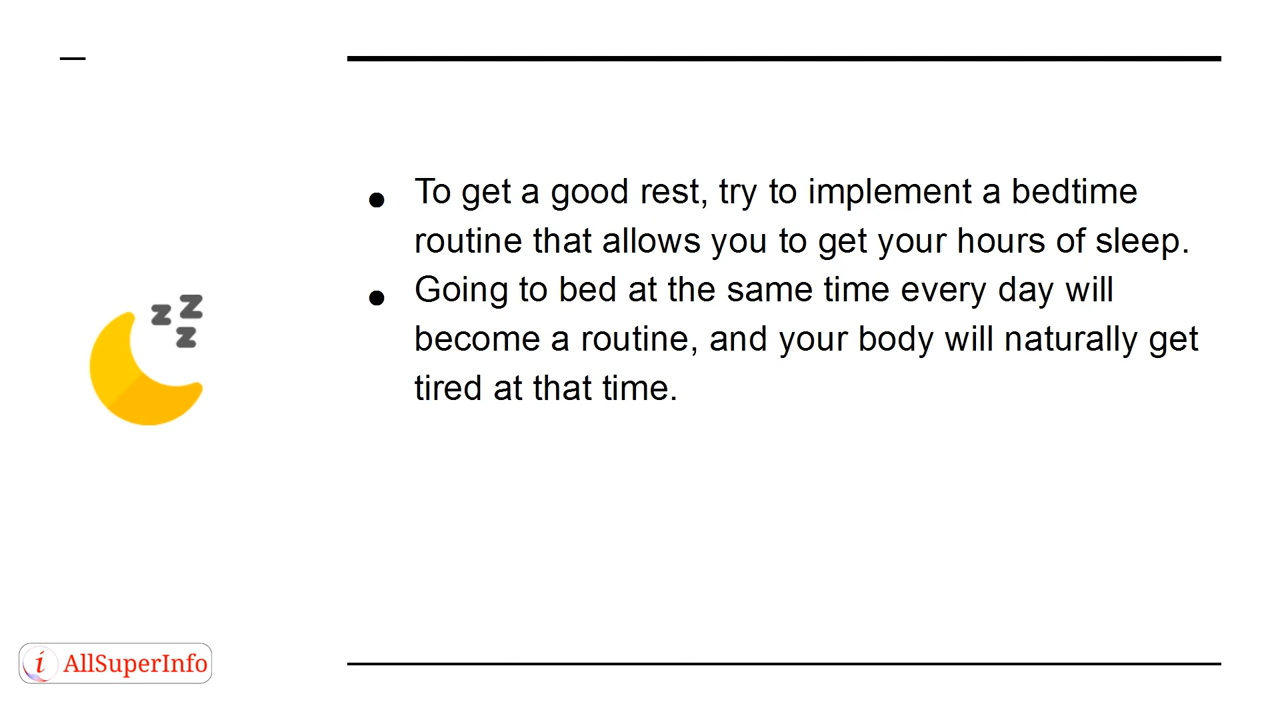 To get a good rest, try to implement a bedtime
routine that allows you to get your hours of sleep.
Going to bed at the same time every day will
become a routine, and your body will naturally get
tired at that time.
z z z
i AllSuperInfo